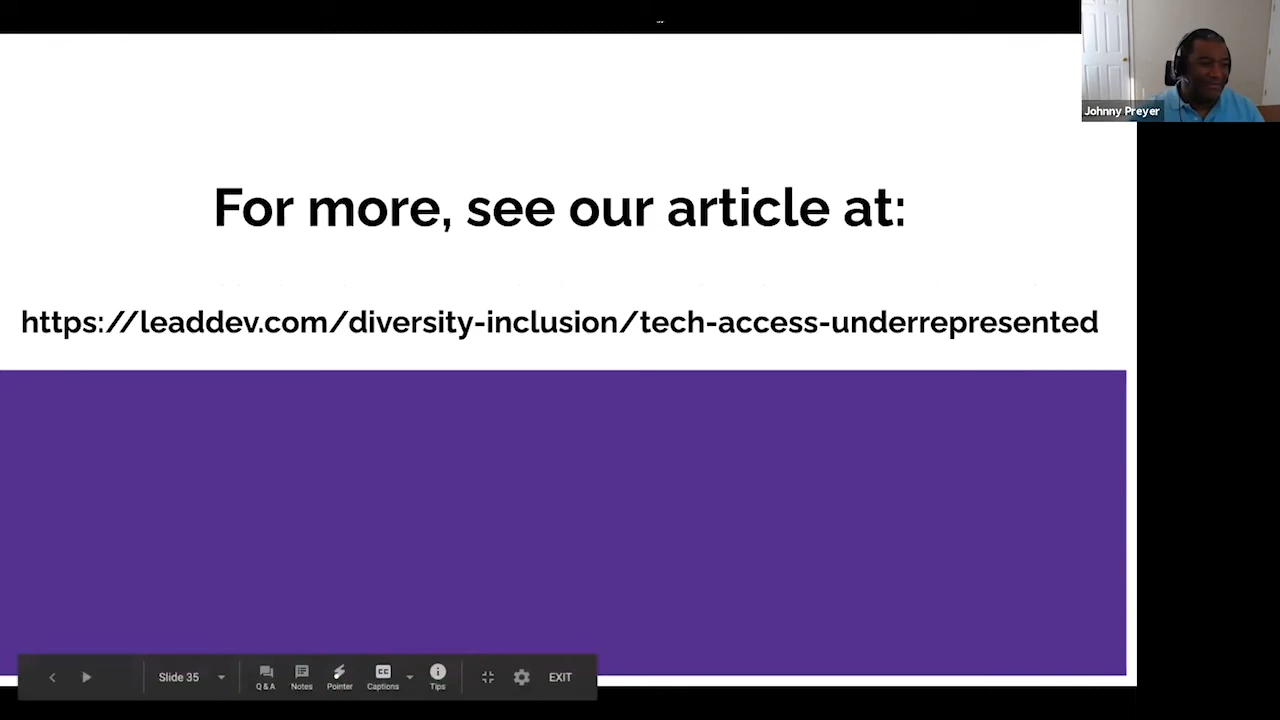 Johnny Preyer
For more, see our article at:
https://leaddev.com/diversity-inclusion/tech-access-underrepresented
Slide 35
Q & A
Notes
Pointer
Captions
Tips
EXIT